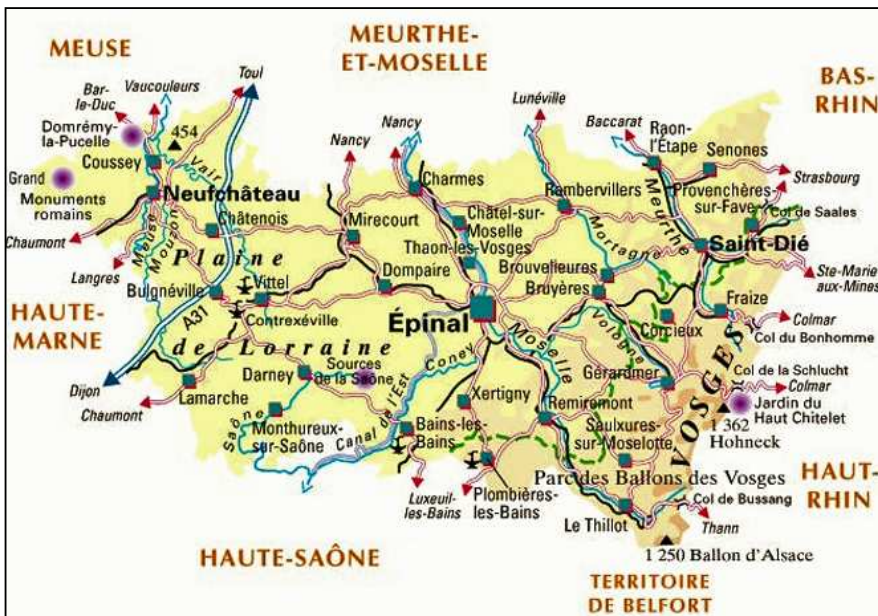 MEUSE
MEURTHE-
ET-MOSELLE
BAS-
RHIN
Bar-
le-Duc
Vaucouleurs
Toul
Domrémy-
la-Pucelle
454
Nancy
Nancy
Lunéville
Baccarat
Raon-
l'Étape
Senones
Coussey
Vair
Grand
Monuments
romains
Neufchâteau
Charmes
Rambervillers
Meurthe
Provenchères-
sur-Fave
Strasbourg
Col de Saales
Châtenois
Mirecourt
Châtel-sur-
Moselle
Mortagne
Saint-Dié
Chaumont
Meuse
Mouzon
Thaon-les-Vosges
Langres
Plaine
Vittel
Dompaire
Brouvelieures
Bruyères
Ste-Marie
aux-Mines
Bulgnéville
HAUTE-
MARNE
A31
Contrexéville
Épinal
Moselle
Vologne
Corcieux
Fraize
Colmar
Col du Bonhomme
de Lorraine
Coney
VOSGES
Dijon
Darney
Sources
de la Saône
Gérardmer
Col de la Schlucht
Colmar
Chaumont
Lamarche
Canal de l'Est
Xertigny
Remiremont
Jardin du
Haut Chitelet
Saône
Monthureux-
sur-Saône
Bains-les-
Bains
Saulxures-
sur-Moselotte
1 362
Hohneck
Parc des Ballons des Vosges
HAUT-
RHIN
Luxeuil-
les-Bains
Plombières-
les-Bains
Col de Bussang
Le Thillot
Thann
HAUTE-SAÔNE
1 250 Ballon d'Alsace
TERRITOIRE
DE BELFORT